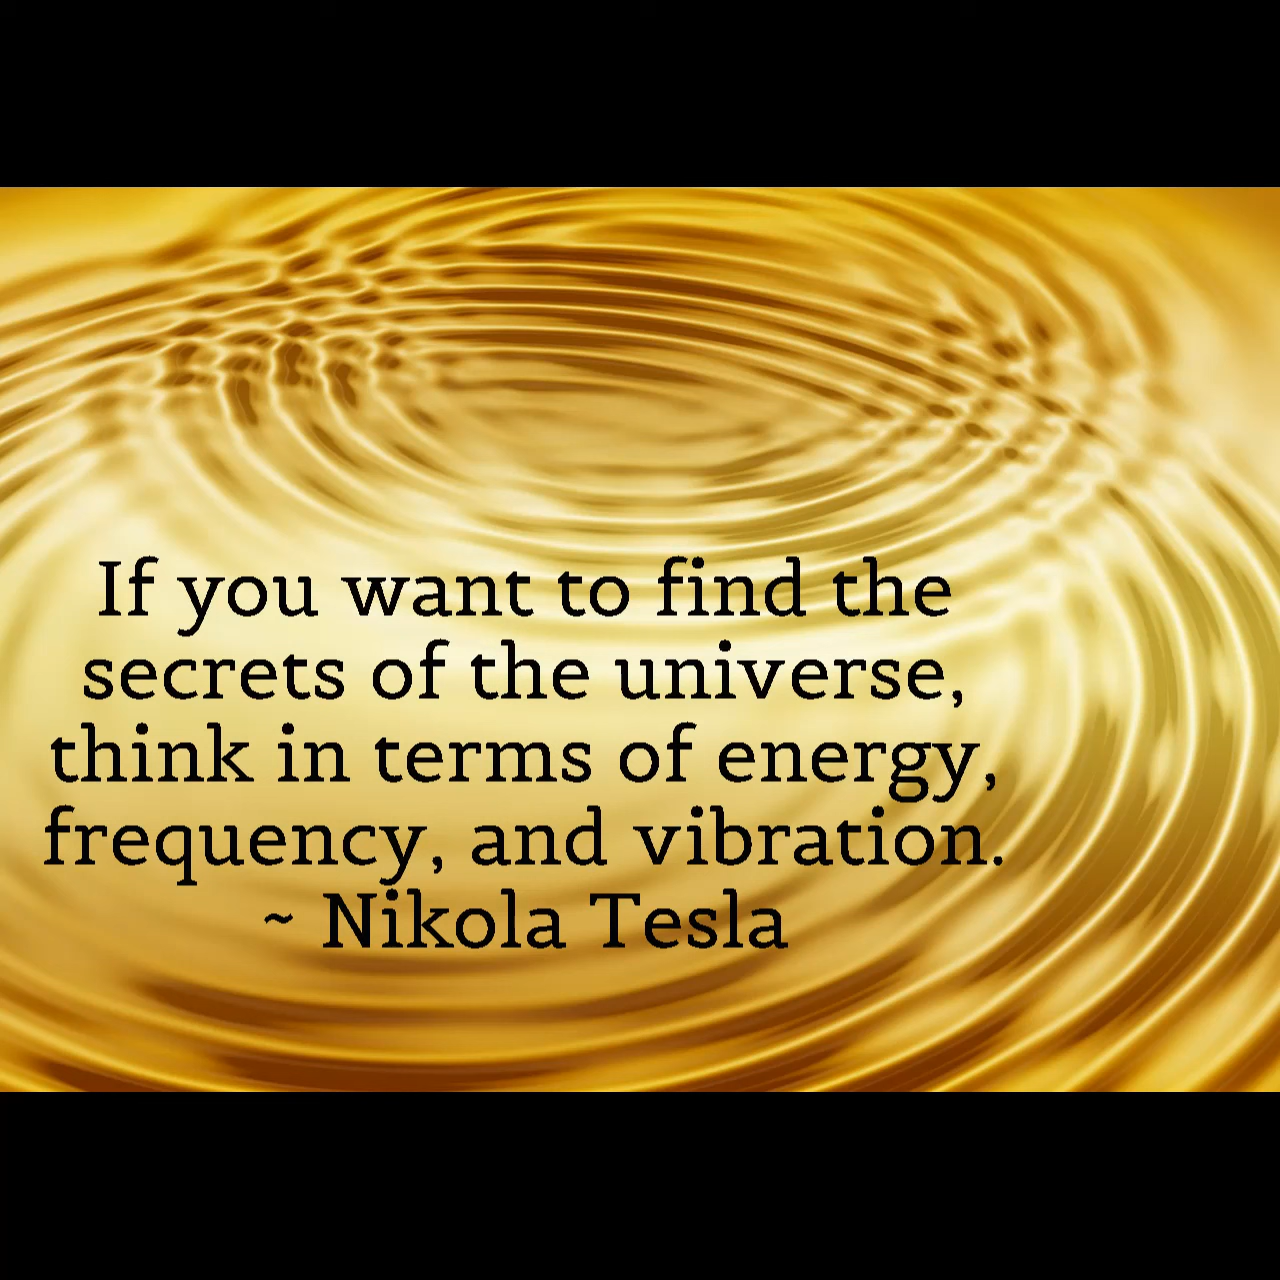 If you want to find the
secrets of the universe,
think in terms of energy,
frequency, and vibration.
~ Nikola Tesla